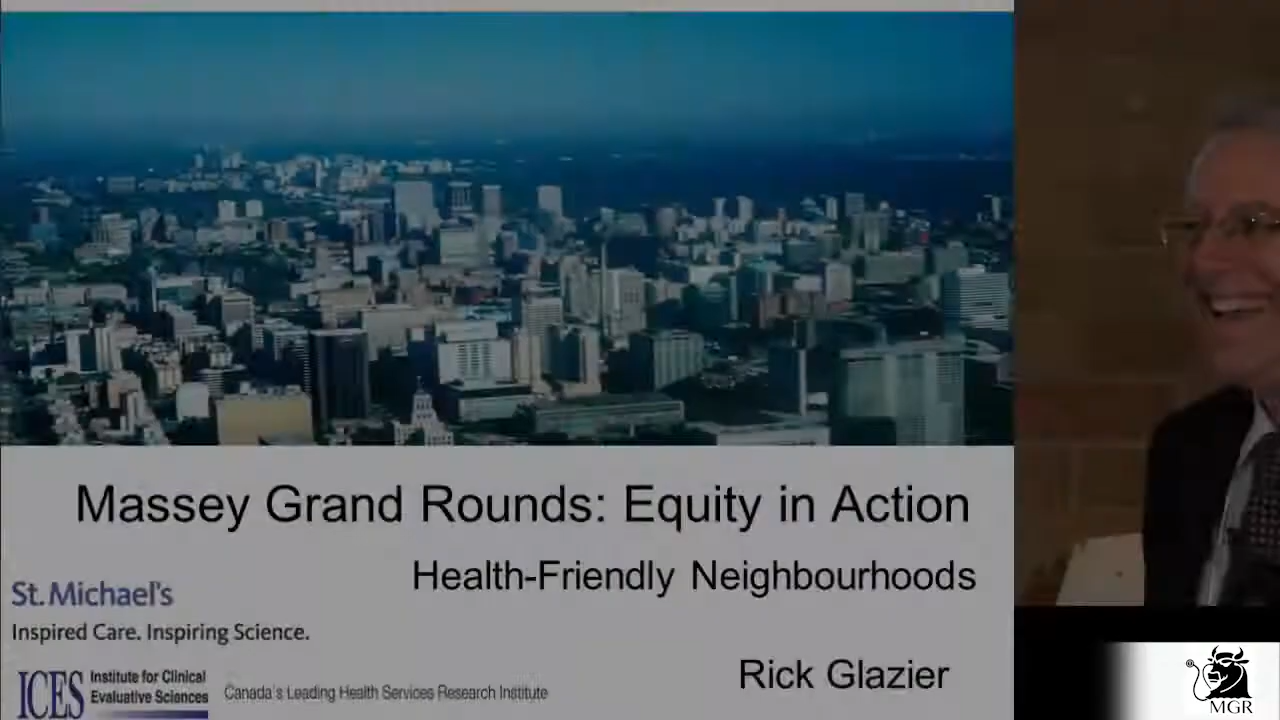 Massey Grand Rounds: Equity in Action
Health-Friendly Neighbourhoods
St. Michael's
Inspired Care. Inspiring Science.
Rick Glazier
ICES Institute for Clinical
Evaluative Sciences
Canada's Leading Health Services Research Institute
MGR